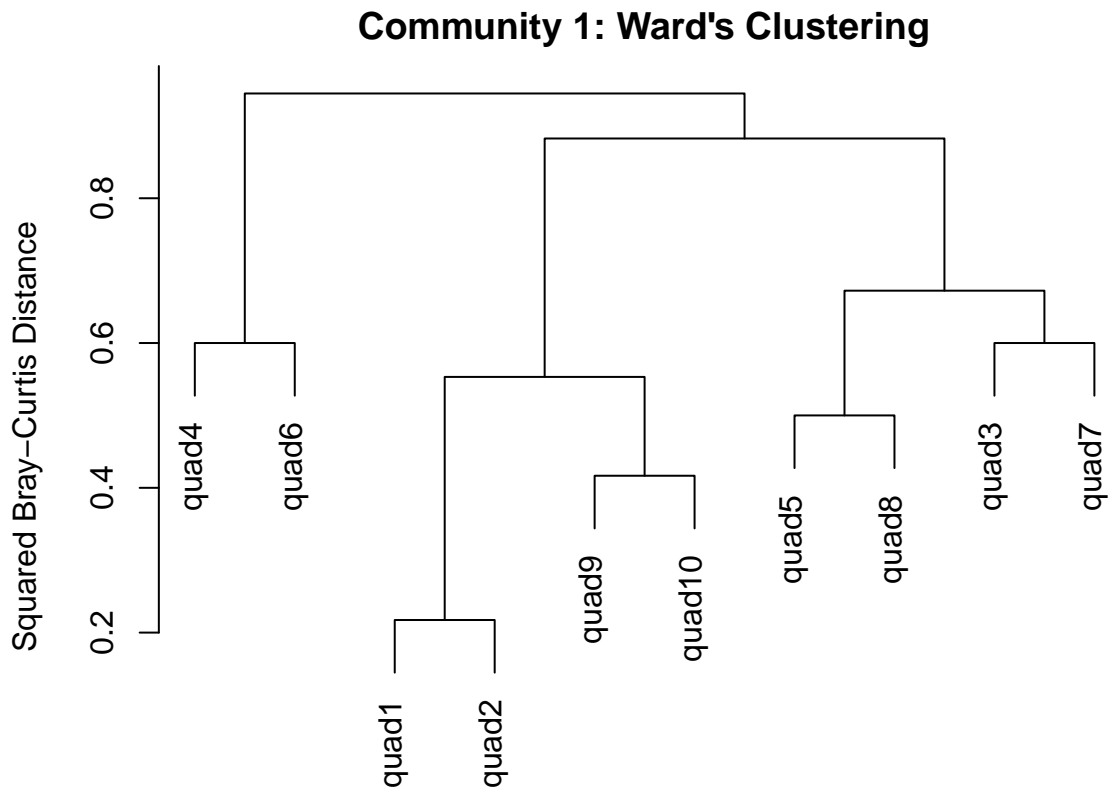 Community 1: Ward's Clustering
Squared Bray−Curtis Distance
0.8
0.6
0.4
0.2
quad4
quad6
quad1
quad2
quad9
quad10
quad5
quad8
quad3
quad7